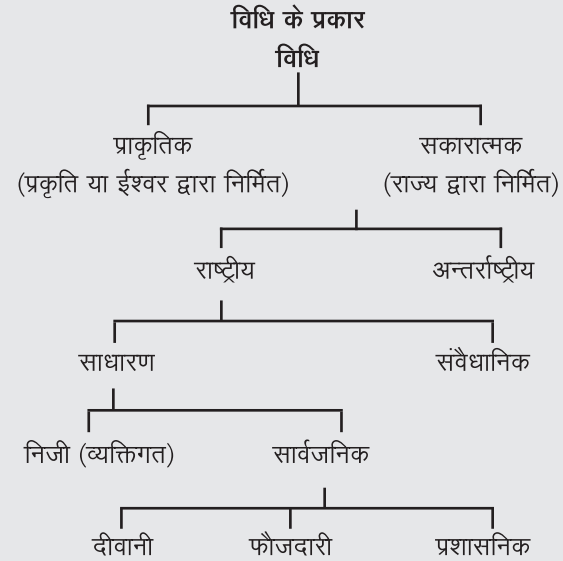 विधि के प्रकार
विधि
प्राकृतिक सकारात्मक
(प्रकृति या ईश्वर द्वारा निर्मित) (राज्य द्वारा निर्मित)
राष्ट्रीय अन्तर्राष्ट्रीय
साधारण संवैधानिक
निजी (व्यक्तिगत) सार्वजनिक
दीवानी फौजदारी प्रशासनिक